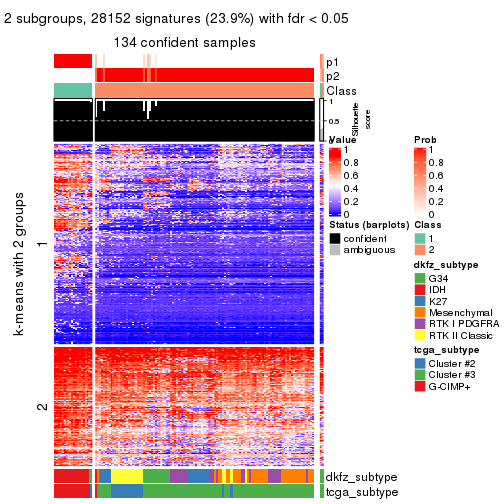 2 subgroups, 28152 signatures (23.9%) with fdr < 0.05
134 confident samples
p1
p2
Class
1
0.5
0
Silhouette
score
k-means with 2 groups
1
2
dkfz_subtype
tcga_subtype
Value
1
0.8
0.6
0.4
0.2
0
Prob
1
0.8
0.6
0.4
0.2
0
Status (barplots)
confident
ambiguous
Class
1
2
dkfz_subtype
G34
IDH
K27
Mesenchymal
RTK I PDGFRA
RTK II Classic
tcga_subtype
Cluster #2
Cluster #3
G-CIMP+